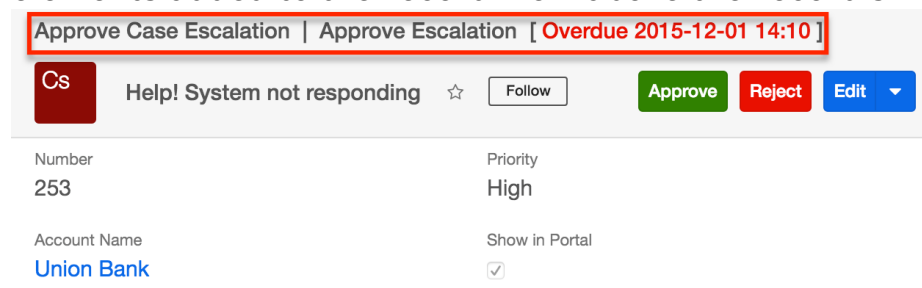 Approve Case Escalation | Approve Escalation [ Overdue 2015-12-01 14:10 ]
Cs
Help! System not responding ☆ Follow Approve Reject Edit
Number Priority
253 High
Account Name Show in Portal
Union Bank